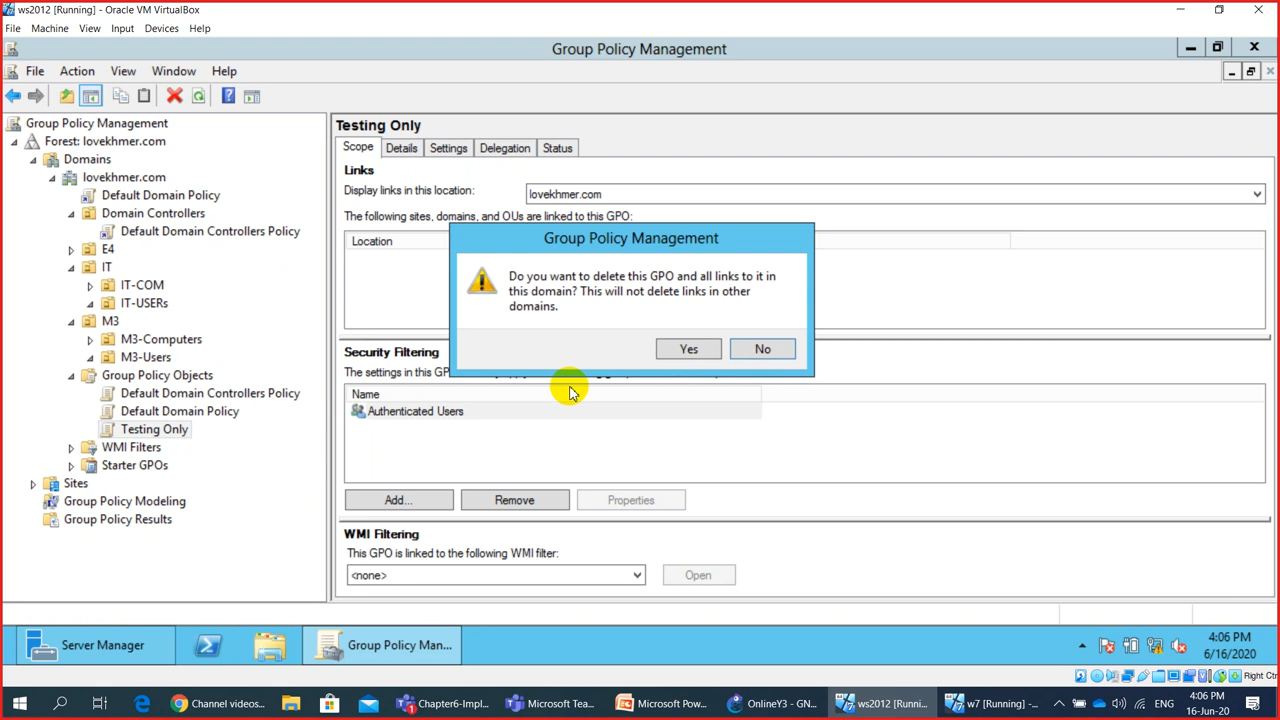 ws2012 [Running] - Oracle VM VirtualBox
File Machine View Input Devices Help
Group Policy Management
File Action View Window Help
Group Policy Management
Forest: lovekhmer.com
Domains
lovekhmer.com
Default Domain Policy
Domain Controllers
Default Domain Controllers Policy
E4
IT
IT-COM
IT-USERs
M3
M3-Computers
M3-Users
Group Policy Objects
Default Domain Controllers Policy
Default Domain Policy
Testing Only
WMI Filters
Starter GPOs
Sites
Group Policy Modeling
Group Policy Results
Testing Only
Scope Details Settings Delegation Status
Links
Display links in this location: lovekhmer.com
The following sites, domains, and OUs are linked to this GPO:
Location
Group Policy Management
Do you want to delete this GPO and all links to it in
this domain? This will not delete links in other
domains.
Yes No
Security Filtering
The settings in this GP
Name
Authenticated Users
Add... Remove Properties
WMI Filtering
This GPO is linked to the following WMI filter:
<none> Open
Server Manager Group Policy Man...
4:06 PM
6/16/2020
Right Ctr
Channel videos... Chapter6-Impl... Microsoft Tea... Microsoft Pow... OnlineY3 - GN... ws2012 [Runni... w7 [Running] -... ENG
04:06 PM
16-Jun-20